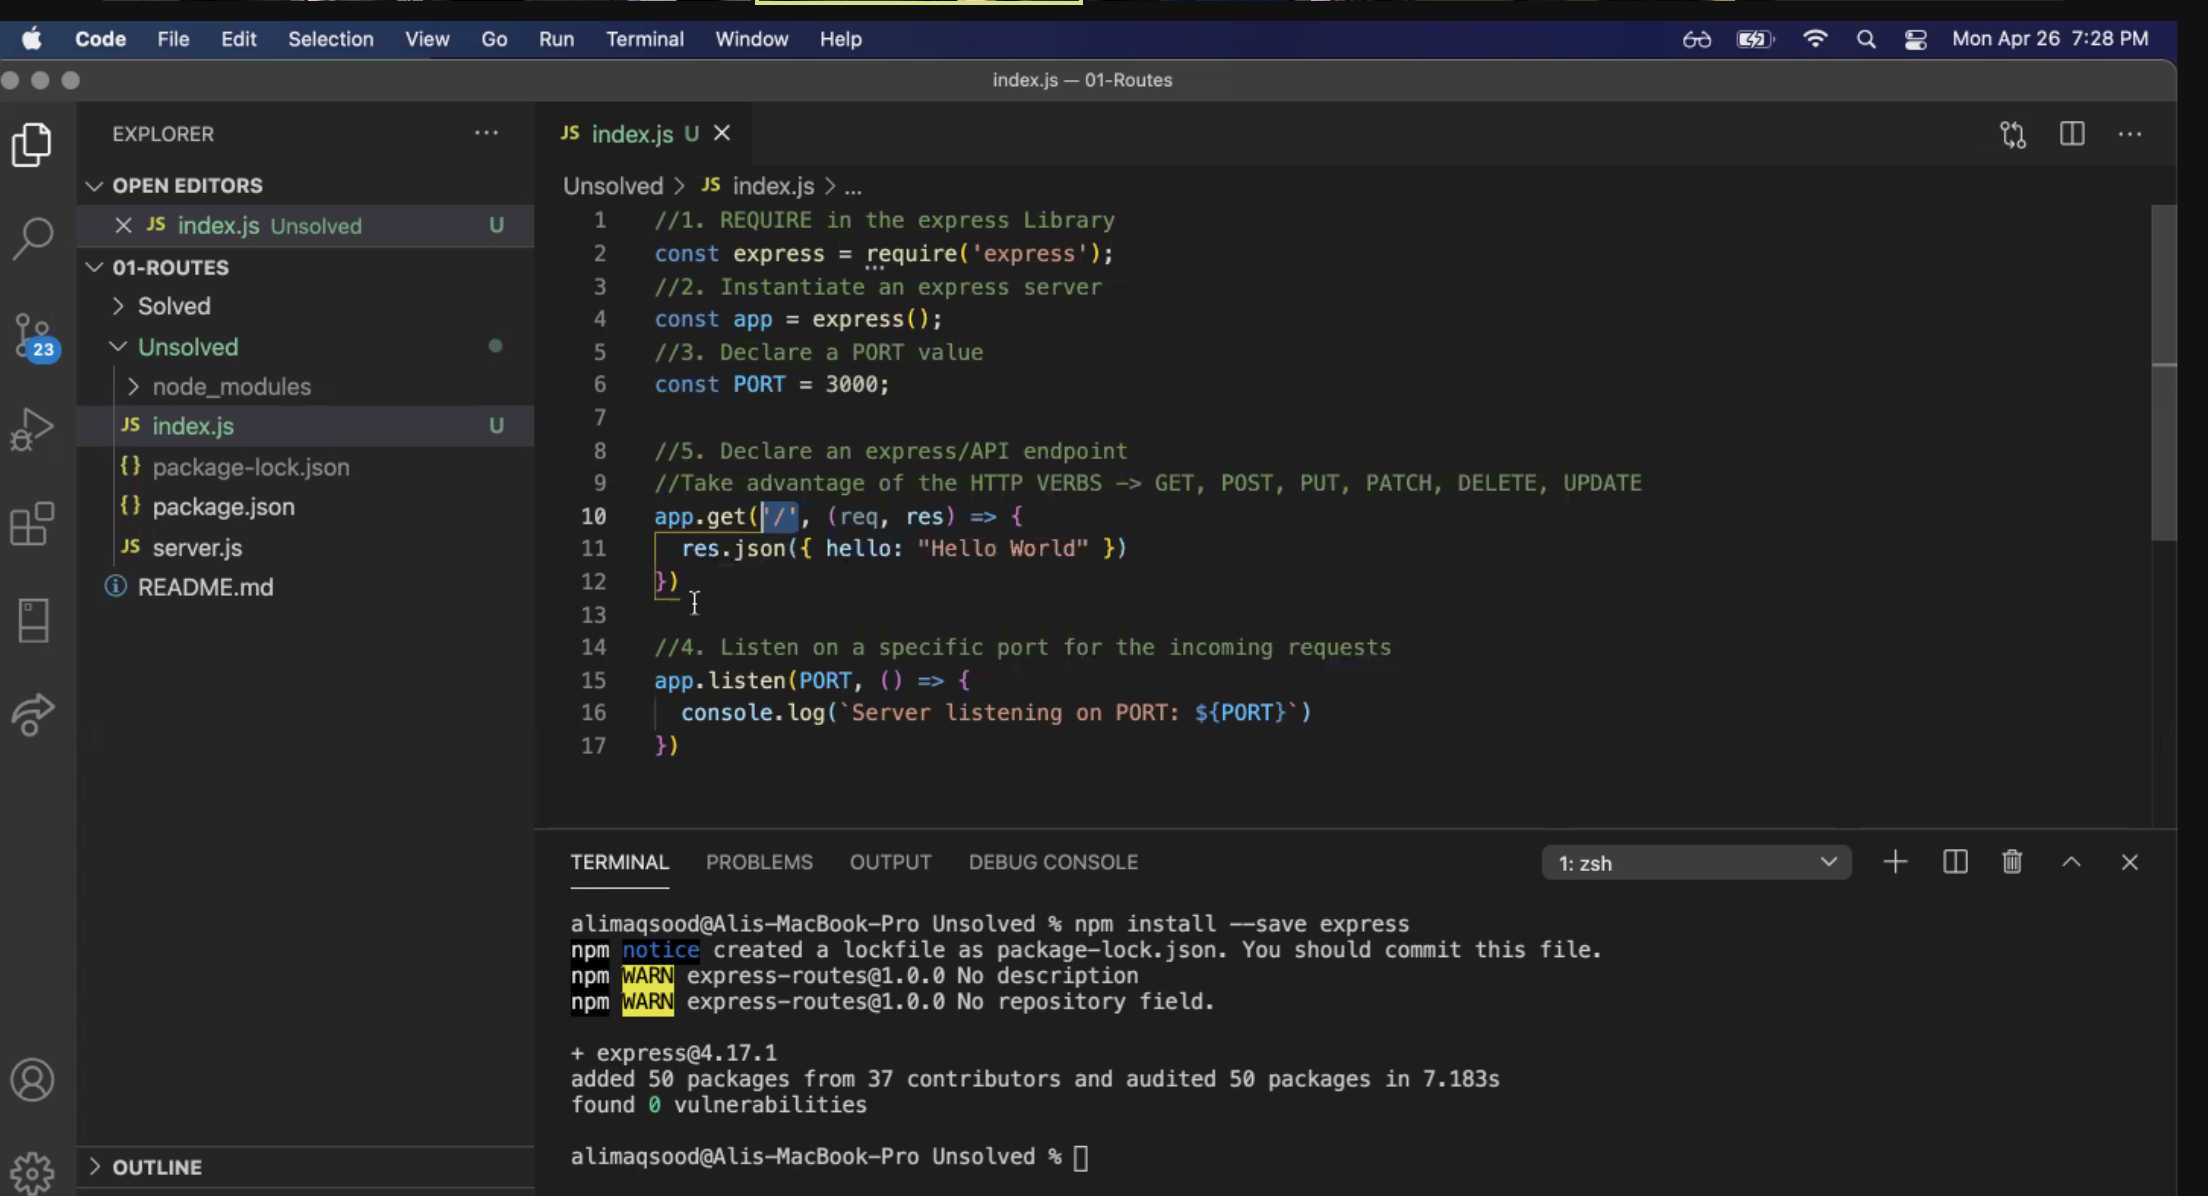 Code File Edit Selection View Go Run Terminal Window Help Mon Apr 26 7:28 PM
index.js — 01-Routes
EXPLORER
OPEN EDITORS
JS index.js Unsolved U
01-ROUTES
Solved
Unsolved
node_modules
JS index.js U
{} package-lock.json
{} package.json
JS server.js
README.md
OUTLINE
23
JS index.js U
Unsolved > JS index.js > ...
1 //1. REQUIRE in the express Library
2 const express = require('express');
3 //2. Instantiate an express server
4 const app = express();
5 //3. Declare a PORT value
6 const PORT = 3000;
7
8 //5. Declare an express/API endpoint
9 //Take advantage of the HTTP VERBS -> GET, POST, PUT, PATCH, DELETE, UPDATE
10 app.get('/', (req, res) => {
11 res.json({ hello: "Hello World" })
12 })
13
14 //4. Listen on a specific port for the incoming requests
15 app.listen(PORT, () => {
16 console.log(`Server listening on PORT: ${PORT}`)
17 })
TERMINAL PROBLEMS OUTPUT DEBUG CONSOLE 1: zsh
alimaqsood@Alis-MacBook-Pro Unsolved % npm install --save express
npm notice created a lockfile as package-lock.json. You should commit this file.
npm WARN express-routes@1.0.0 No description
npm WARN express-routes@1.0.0 No repository field.
+ express@4.17.1
added 50 packages from 37 contributors and audited 50 packages in 7.183s
found 0 vulnerabilities
alimaqsood@Alis-MacBook-Pro Unsolved %